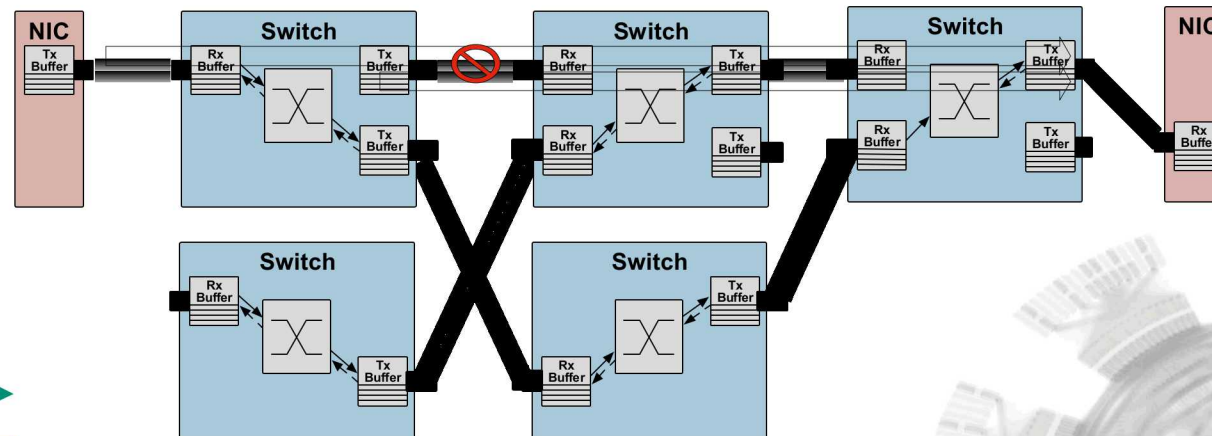 NIC
Tx
Buffer
Switch
Rx
Buffer
Tx
Buffer
Tx
Buffer
Switch
Rx
Buffer
Rx
Buffer
Tx
Buffer
Tx
Buffer
Switch
Rx
Buffer
Rx
Buffer
Tx
Buffer
Tx
Buffer
NIC
Rx
Buffe
Switch
Rx
Buffer
Tx
Buffer
Switch
Rx
Buffer
Tx
Buffer